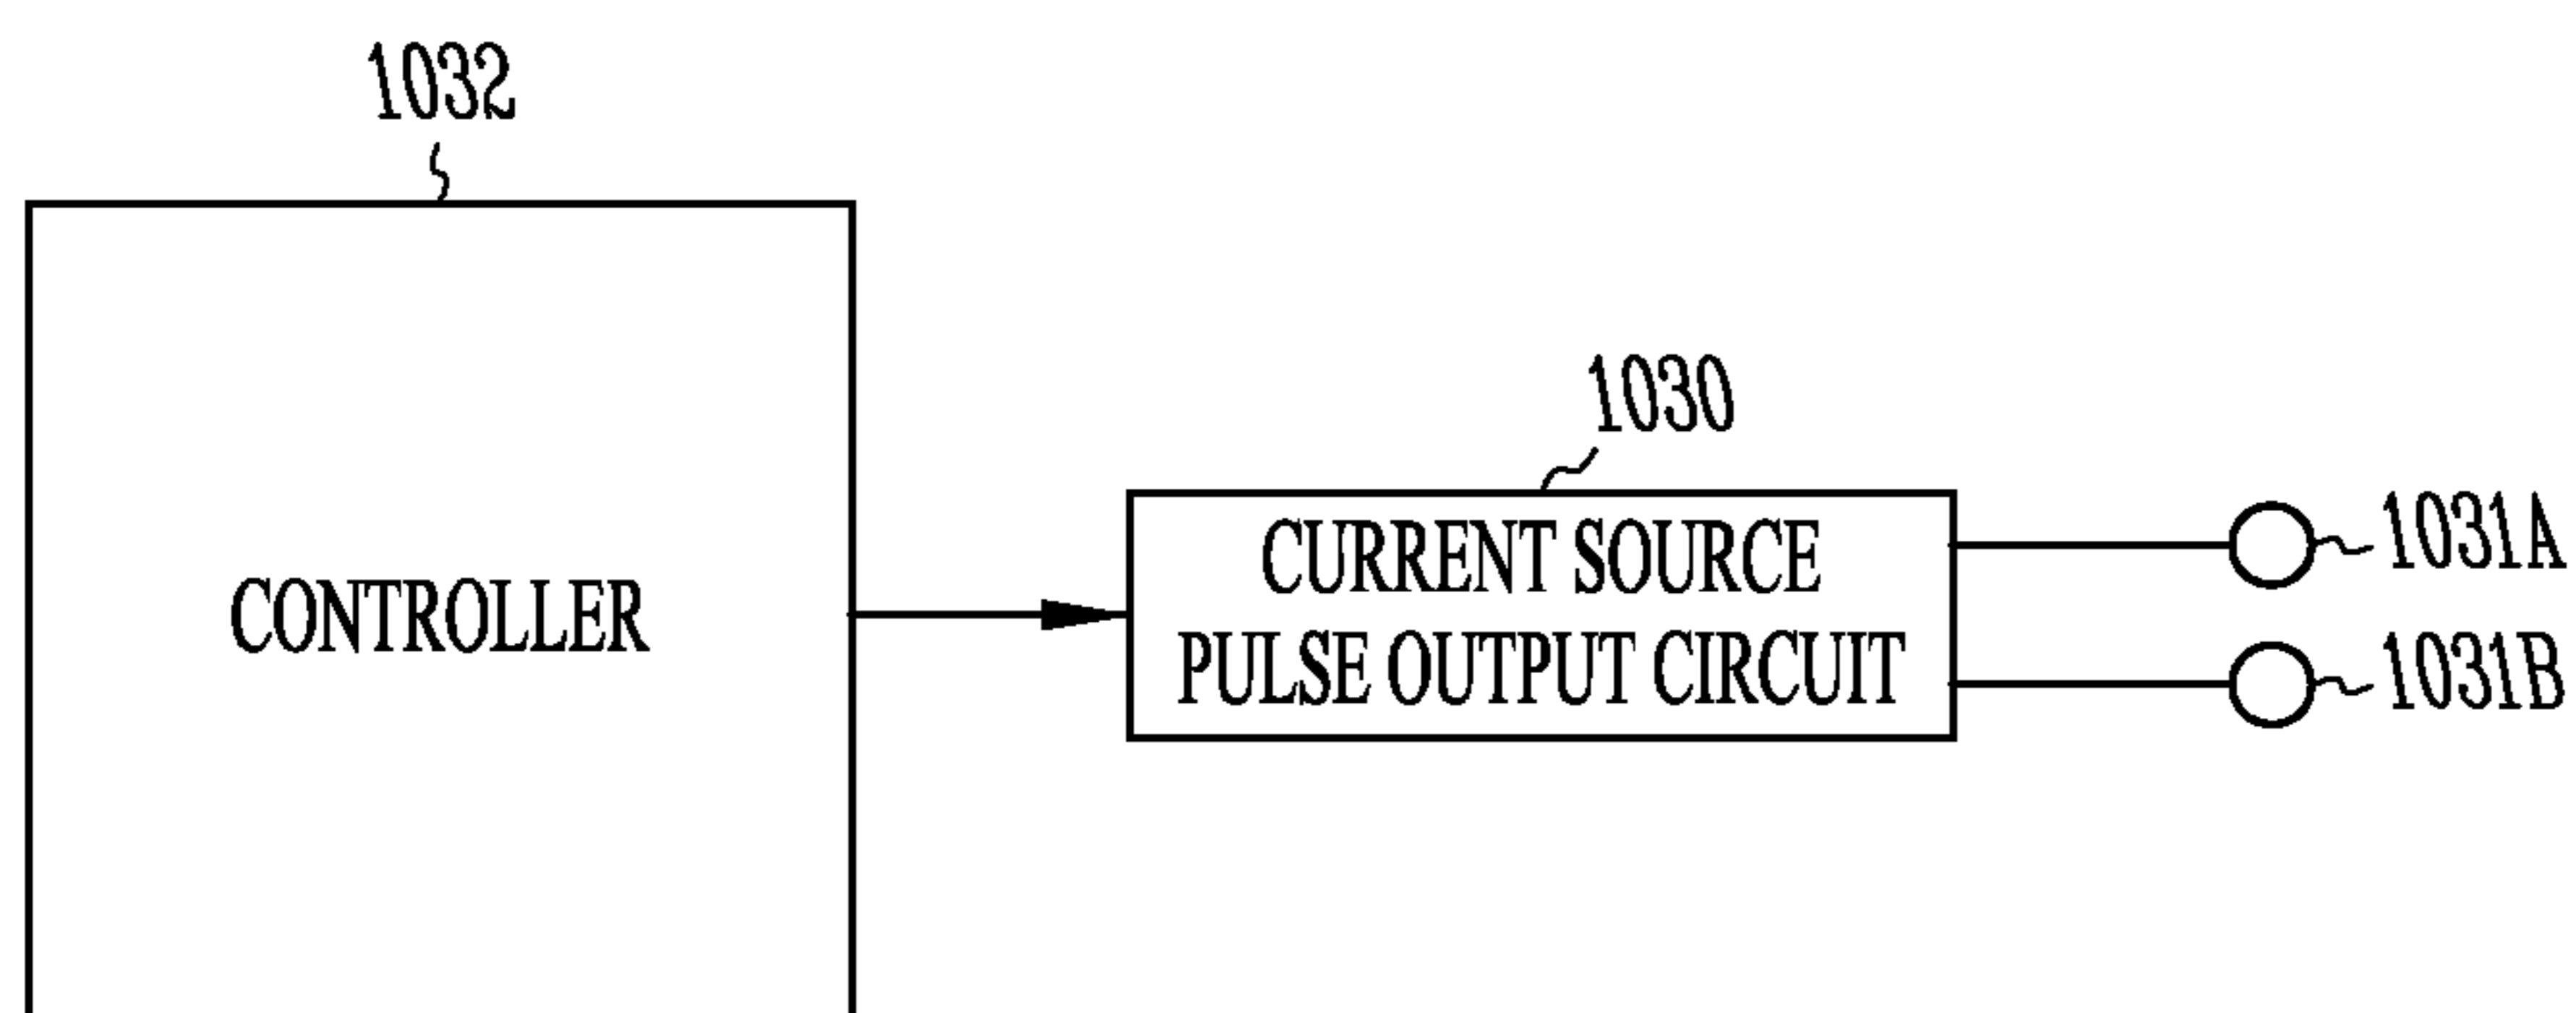 1032
1030
CURRENT SOURCE
PULSE OUTPUT CIRCUIT
CONTROLLER
1031A
1031B